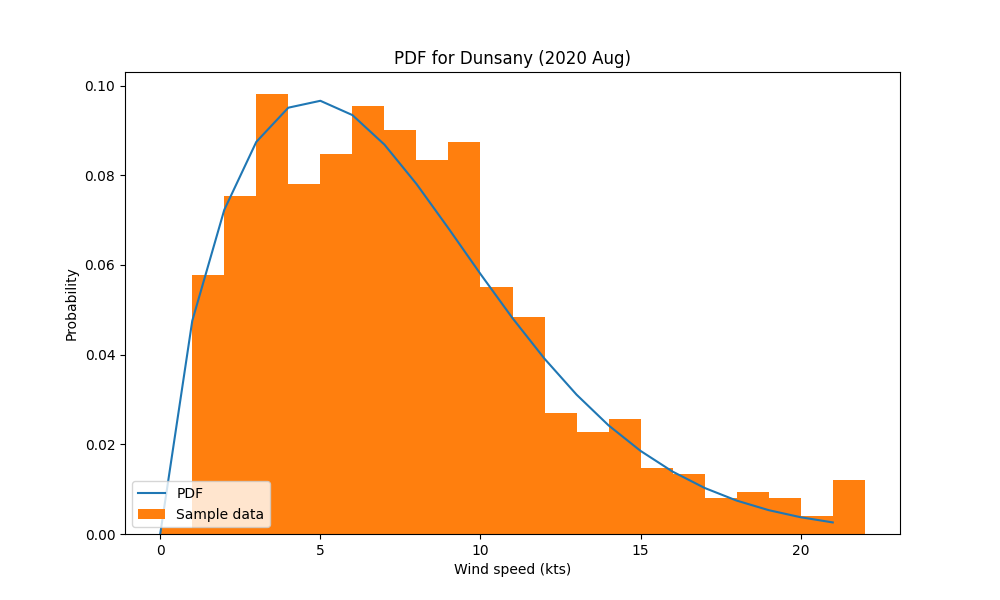 PDF for Dunsany (2020 Aug)
0.10
0.08
0.06
0.04
0.02
0.00
Probability
PDF
Sample data
0
5
10
15
20
Wind speed (kts)